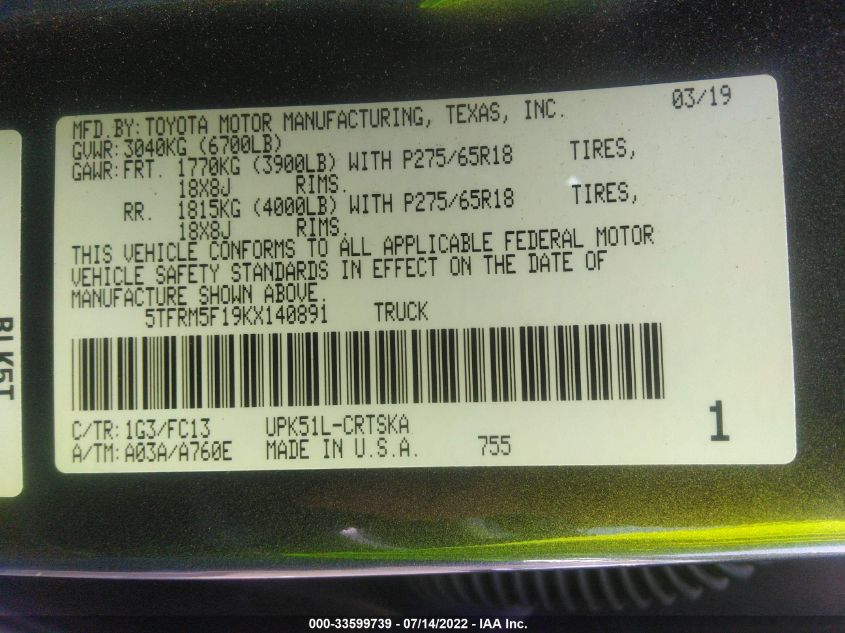 MFD.BY:TOYOTA MOTOR MANUFACTURING, TEXAS, INC. 03/19
GVWR:3040KG (6700LB)
GAWR:FRT. 1770KG (3900LB) WITH P275/65R18 TIRES,
18X8J RIMS.
RR. 1815KG (4000LB) WITH P275/65R18 TIRES,
18X8J RIMS.
THIS VEHICLE CONFORMS TO ALL APPLICABLE FEDERAL MOTOR
VEHICLE SAFETY STANDARDS IN EFFECT ON THE DATE OF
MANUFACTURE SHOWN ABOVE.
5TFRM5F19KX140891 TRUCK
C/TR:1G3/FC13 UPK51L-CRTSKA
A/TM:A03A/A760E MADE IN U.S.A. 755
1
BLK5T
000-33599739 - 07/14/2022 - IAA Inc.